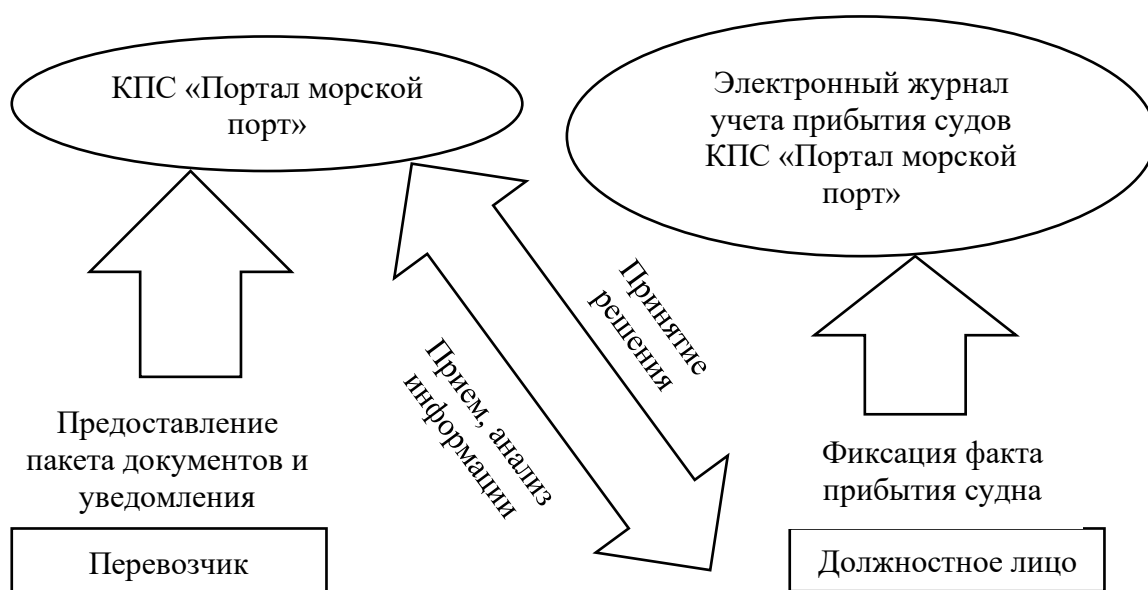 КПС «Портал морской
порт»
Электронный журнал
учета прибытия судов
КПС «Портал морской
порт»
Принятие
решения
Прием, анализ
информации
Предоставление
пакета документов и
уведомления
Фиксация факта
прибытия судна
Перевозчик
Должностное лицо